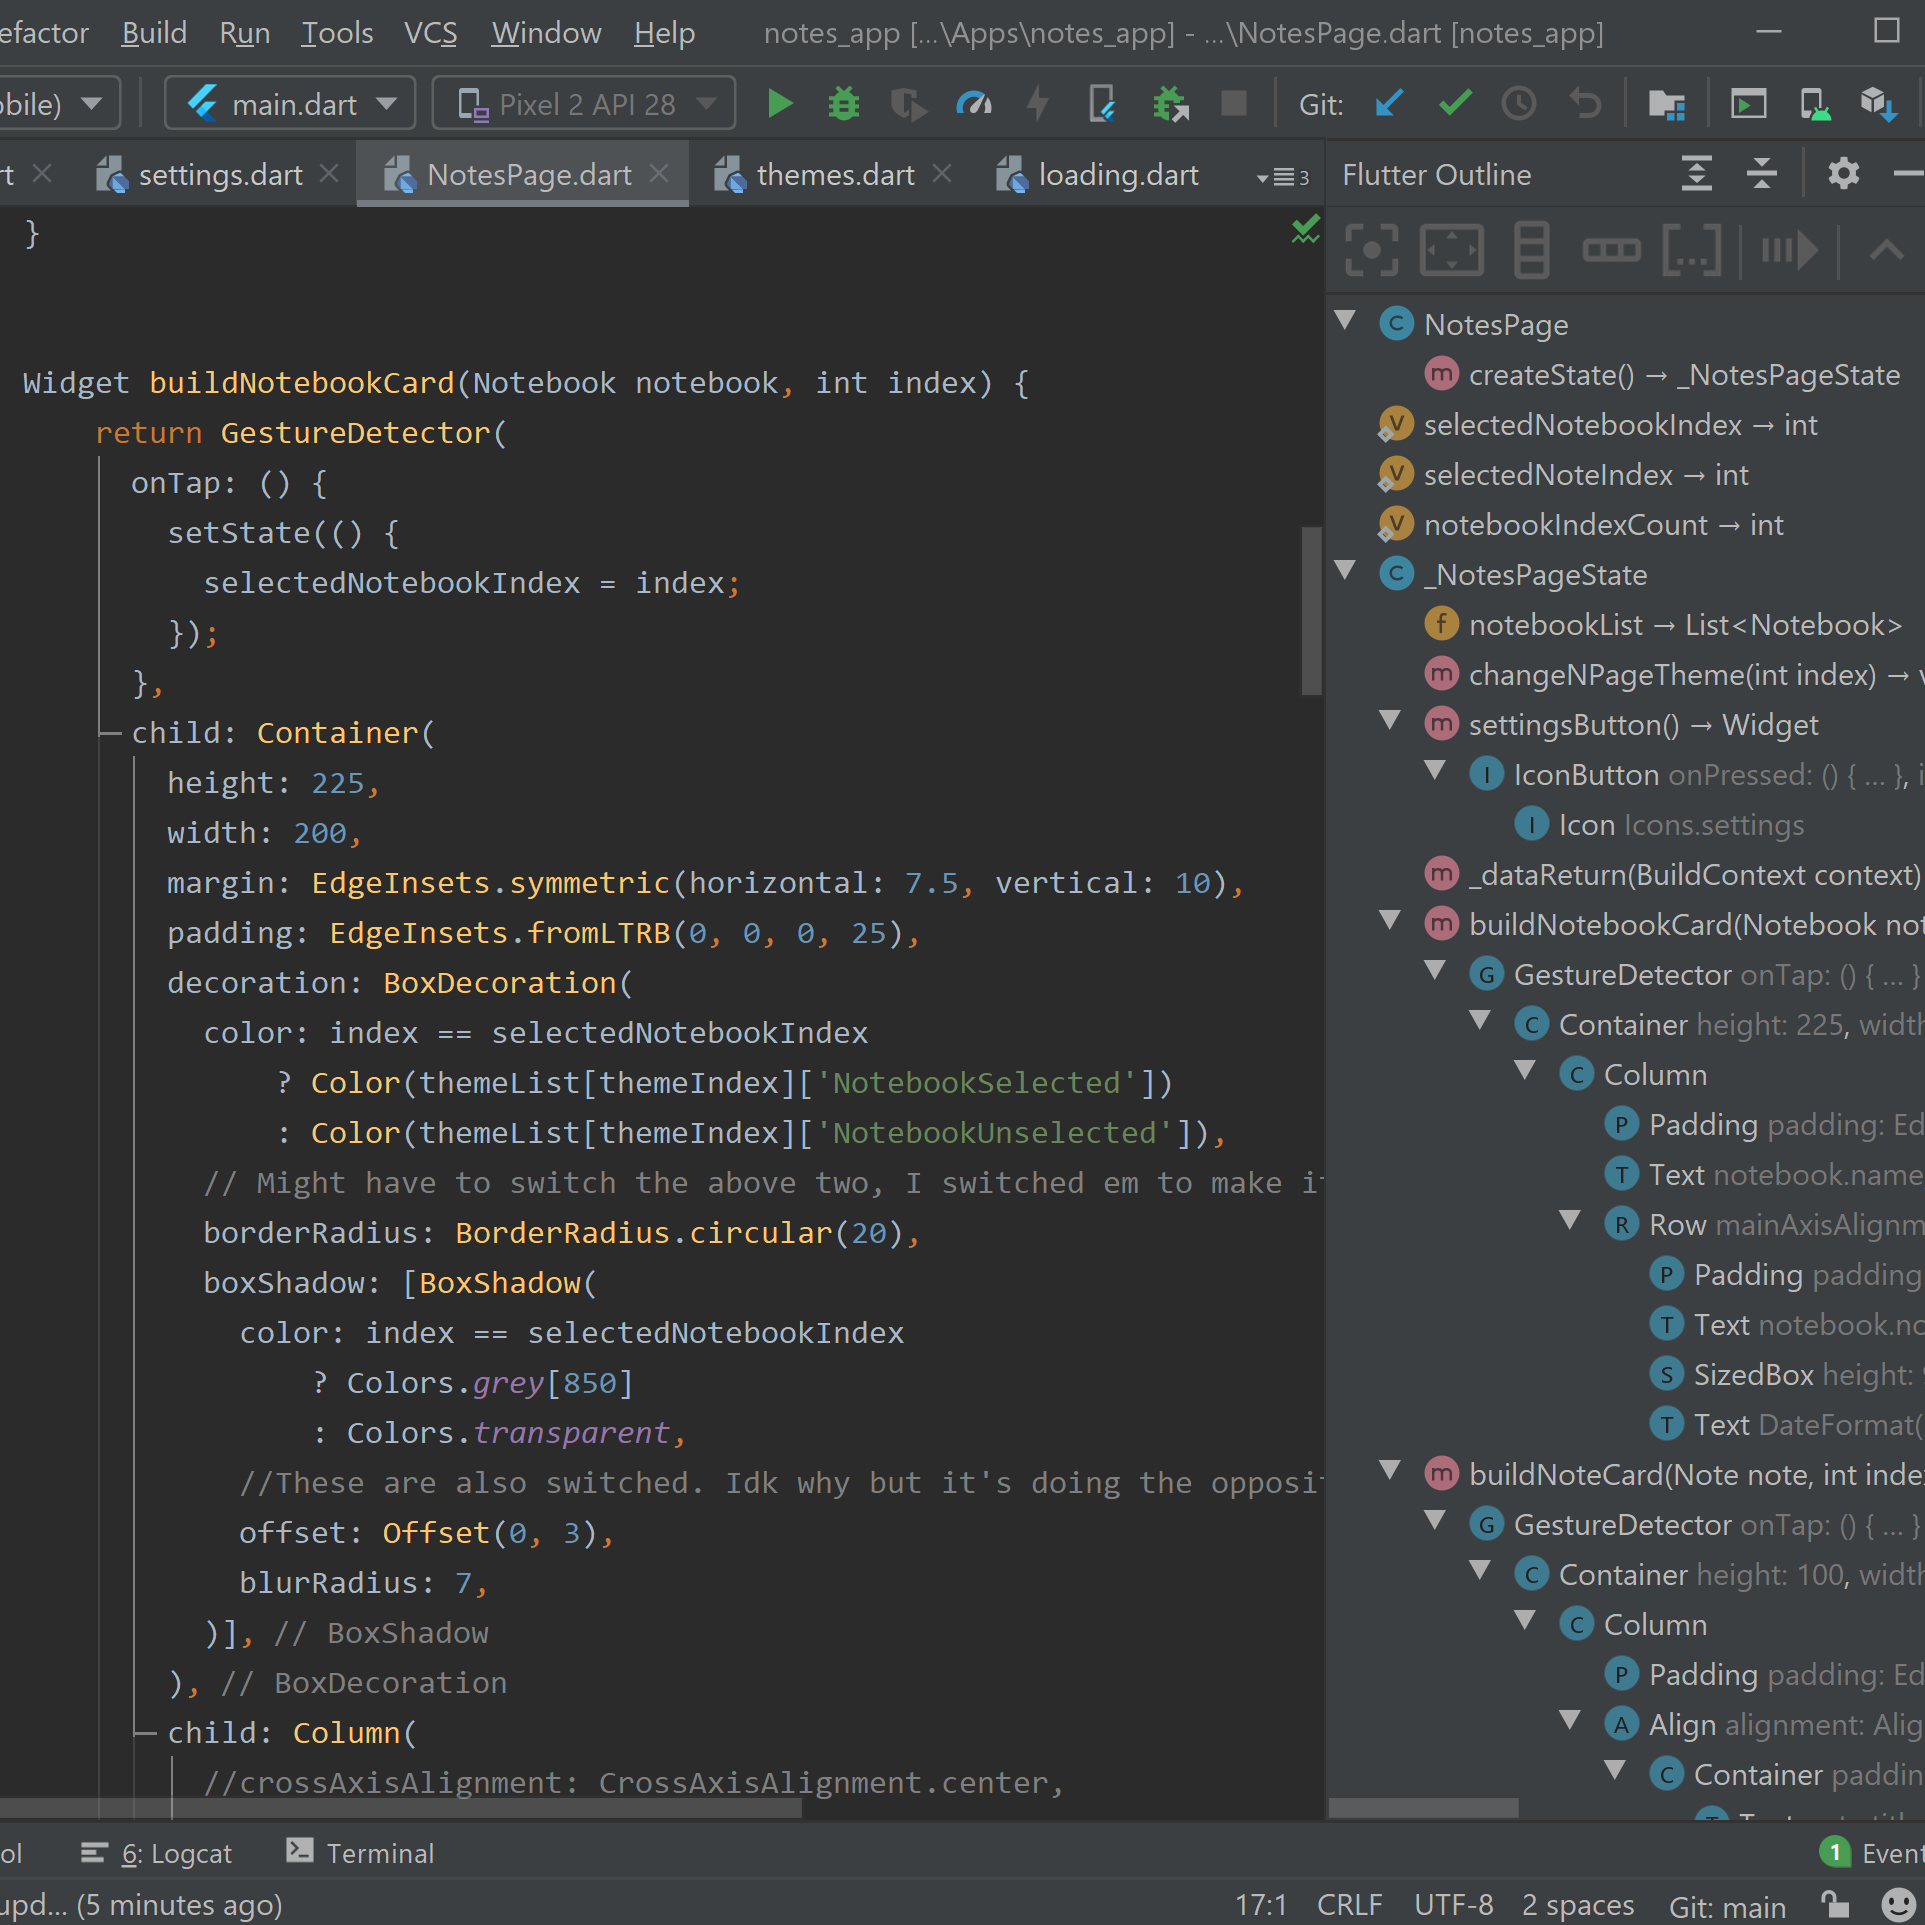 efactor Build Run Tools VCS Window Help notes_app [...\Apps\notes_app] - ...\NotesPage.dart [notes_app]
obile) main.dart Pixel 2 API 28 Git:
rt settings.dart NotesPage.dart themes.dart loading.dart 3
}
Widget buildNotebookCard(Notebook notebook, int index) {
return GestureDetector(
onTap: () {
setState(() {
selectedNotebookIndex = index;
});
},
child: Container(
height: 225,
width: 200,
margin: EdgeInsets.symmetric(horizontal: 7.5, vertical: 10),
padding: EdgeInsets.fromLTRB(0, 0, 0, 25),
decoration: BoxDecoration(
color: index == selectedNotebookIndex
? Color(themeList[themeIndex]['NotebookSelected'])
: Color(themeList[themeIndex]['NotebookUnselected']),
// Might have to switch the above two, I switched em to make it
borderRadius: BorderRadius.circular(20),
boxShadow: [BoxShadow(
color: index == selectedNotebookIndex
? Colors.grey[850]
: Colors.transparent,
//These are also switched. Idk why but it's doing the opposit
offset: Offset(0, 3),
blurRadius: 7,
)], // BoxShadow
), // BoxDecoration
child: Column(
//crossAxisAlignment: CrossAxisAlignment.center,
Flutter Outline
[...]
C NotesPage
m createState() → _NotesPageState
V selectedNotebookIndex → int
V selectedNoteIndex → int
V notebookIndexCount → int
C _NotesPageState
f notebookList → List<Notebook>
m changeNPageTheme(int index) → v
m settingsButton() → Widget
I IconButton onPressed: () { ... }, i
I Icon Icons.settings
m _dataReturn(BuildContext context)
m buildNotebookCard(Notebook not
G GestureDetector onTap: () { ... }
C Container height: 225, width
C Column
P Padding padding: Ed
T Text notebook.name
R Row mainAxisAlignm
P Padding padding
T Text notebook.no
S SizedBox height:
T Text DateFormat(
m buildNoteCard(Note note, int inde
G GestureDetector onTap: () { ... }
C Container height: 100, width
C Column
P Padding padding: Ed
A Align alignment: Alig
C Container paddin
ol 6: Logcat Terminal 1 Event
upd... (5 minutes ago) 17:1 CRLF UTF-8 2 spaces Git: main